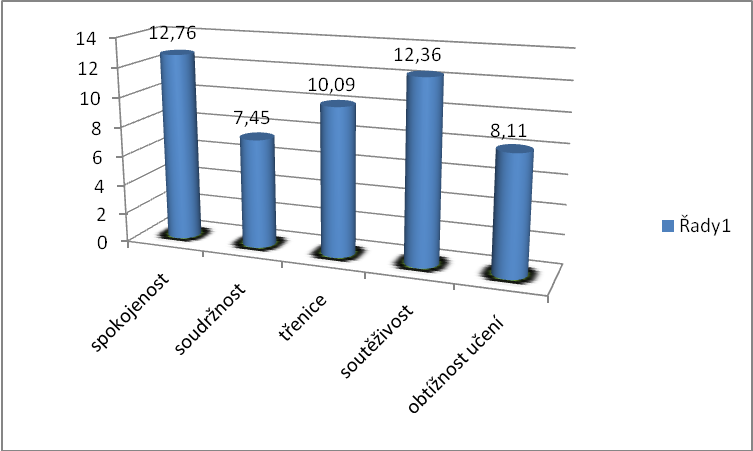 14
12
10
8
6
4
2
0
12,76
7,45
10,09
12,36
8,11
spokojenost
soudržnost
třenice
soutěživost
obtížnost učení
Řady1